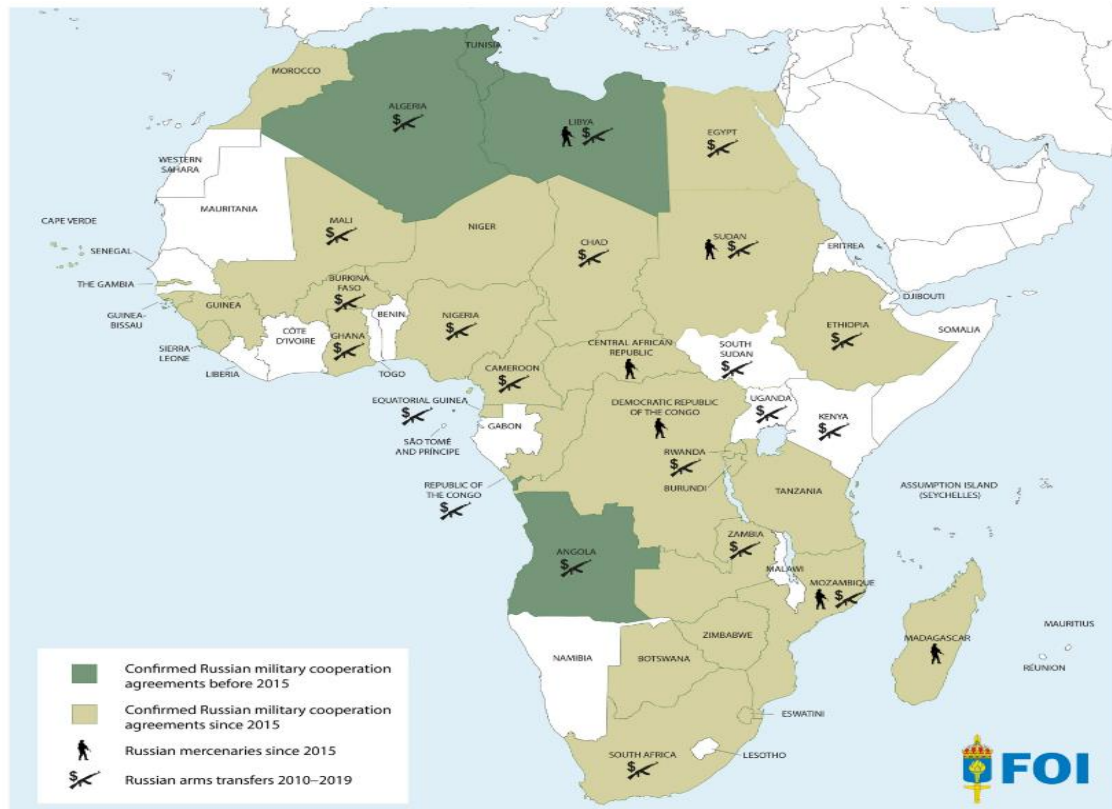 TUNISIA
MOROCCO
ALGERIA
$
LIBYA
$
EGYPT
$
WESTERN
SAHARA
MAURITANIA
CAPE VERDE
MALI
$
NIGER
CHAD
$
SUDAN
$
ERITREA
SENEGAL
THE GAMBIA
BURKINA
FASO
$
DJIBOUTI
GUINEA
GUINEA-
BISSAU
BENIN
NIGERIA
$
ETHIOPIA
$
SOMALIA
SIERRA
LEONE
CÔTE
D'IVOIRE
GHANA
$
CENTRAL AFRICAN
REPUBLIC
SOUTH
SUDAN
$
LIBERIA
TOGO
CAMEROON
$
EQUATORIAL GUINEA
$
DEMOCRATIC REPUBLIC
OF THE CONGO
UGANDA
$
KENYA
$
GABON
SÃO TOMÉ
AND PRÍNCIPE
RWANDA
$
BURUNDI
REPUBLIC OF
THE CONGO
$
TANZANIA
ASSUMPTION ISLAND
(SEYCHELLES)
ANGOLA
$
ZAMBIA
$
MALAWI
MOZAMBIQUE
$
ZIMBABWE
MADAGASCAR
MAURITIUS
RÉUNION
NAMIBIA
BOTSWANA
ESWATINI
SOUTH AFRICA
$
LESOTHO
Confirmed Russian military cooperation
agreements before 2015
Confirmed Russian military cooperation
agreements since 2015
Russian mercenaries since 2015
$
Russian arms transfers 2010–2019
FOI